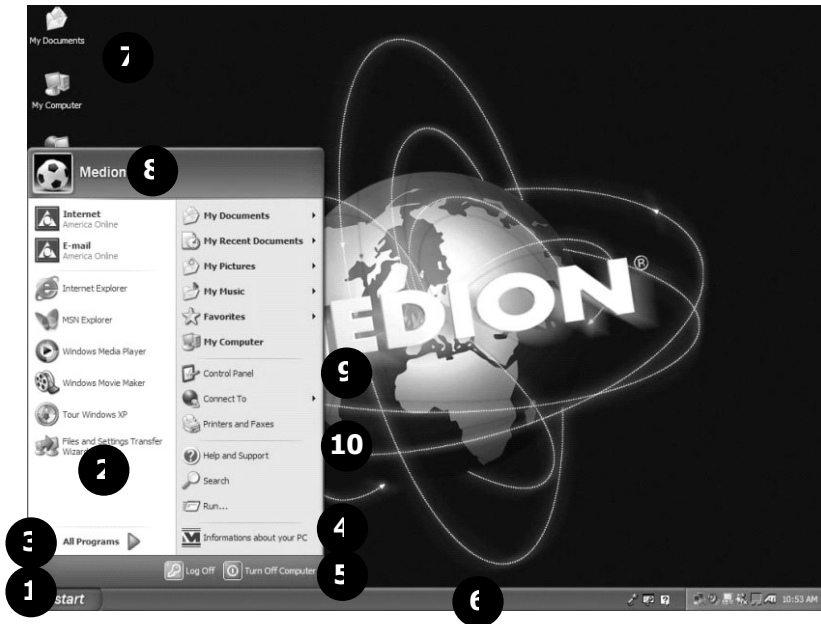 My Documents
7
My Computer
Medion
8
Internet
America Online
E-mail
America Online
Internet Explorer
MSN Explorer
Windows Media Player
Windows Movie Maker
Tour Windows XP
Files and Settings Transfer
Wizard
2
3
All Programs
My Documents
My Recent Documents
My Pictures
My Music
Favorites
My Computer
Control Panel
9
Connect To
Printers and Faxes
10
Help and Support
Search
Run...
Informations about your PC
4
Log Off
Turn Off Computer
5
EDION®
1
start
6
10:53 AM